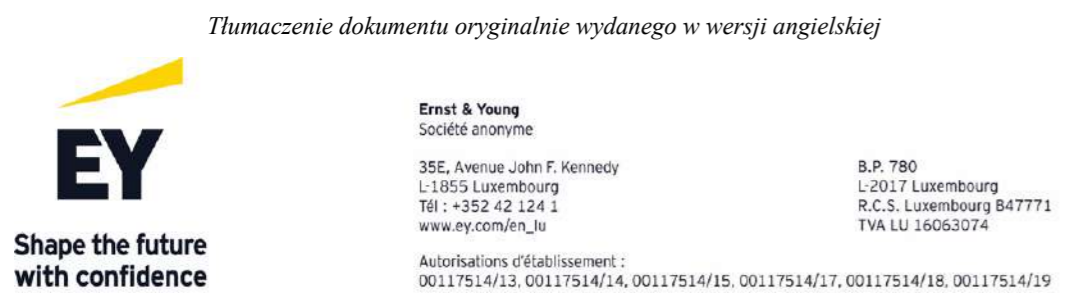 Tłumaczenie dokumentu oryginalnie wydanego w wersji angielskiej
EY
Shape the future
with confidence
Ernst & Young
Société anonyme
35E, Avenue John F. Kennedy
L-1855 Luxembourg
Tél : +352 42 124 1
www.ey.com/en_lu
B.P. 780
L-2017 Luxembourg
R.C.S. Luxembourg B47771
TVA LU 16063074
Autorisations d'établissement :
00117514/13, 00117514/14, 00117514/15, 00117514/17, 00117514/18, 00117514/19